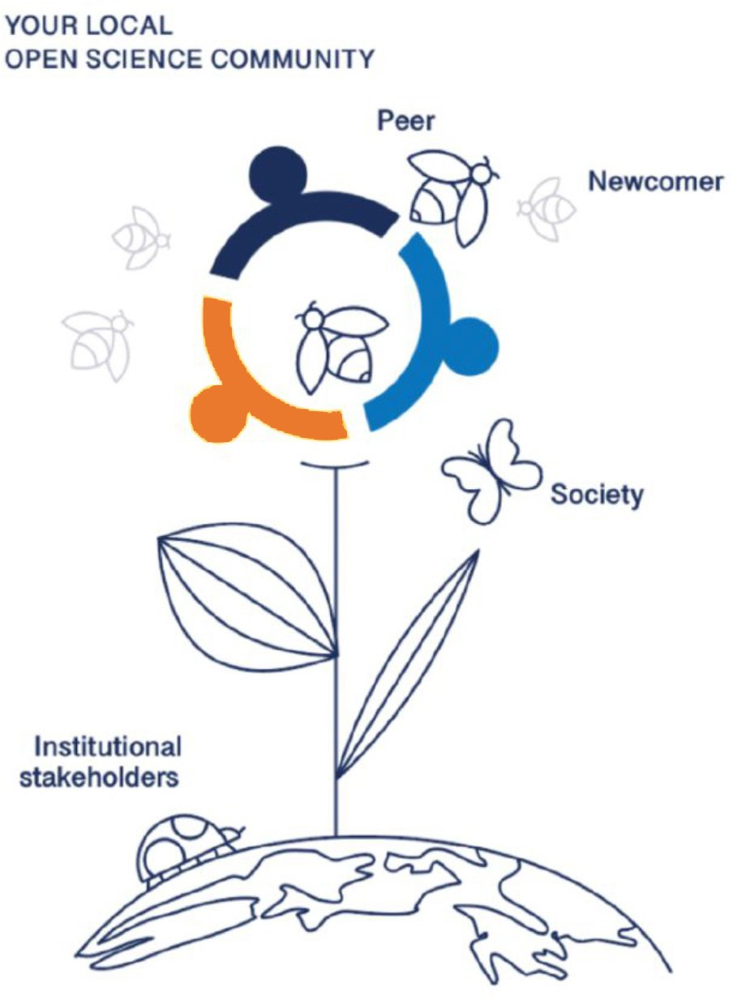 YOUR LOCAL
OPEN SCIENCE COMMUNITY
Peer
Newcomer
Society
Institutional
stakeholders